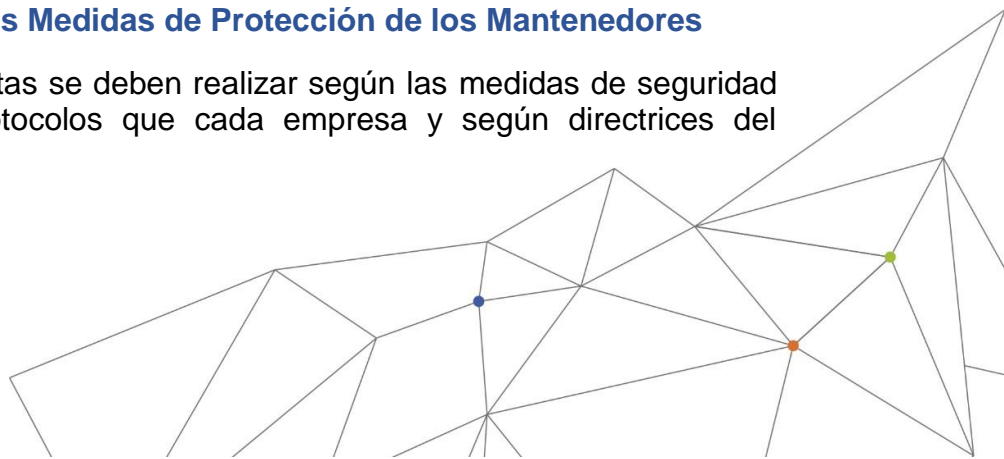 s Medidas de Protección de los Mantenedores
tas se deben realizar según las medidas de seguridad
otocolos que cada empresa y según directrices del